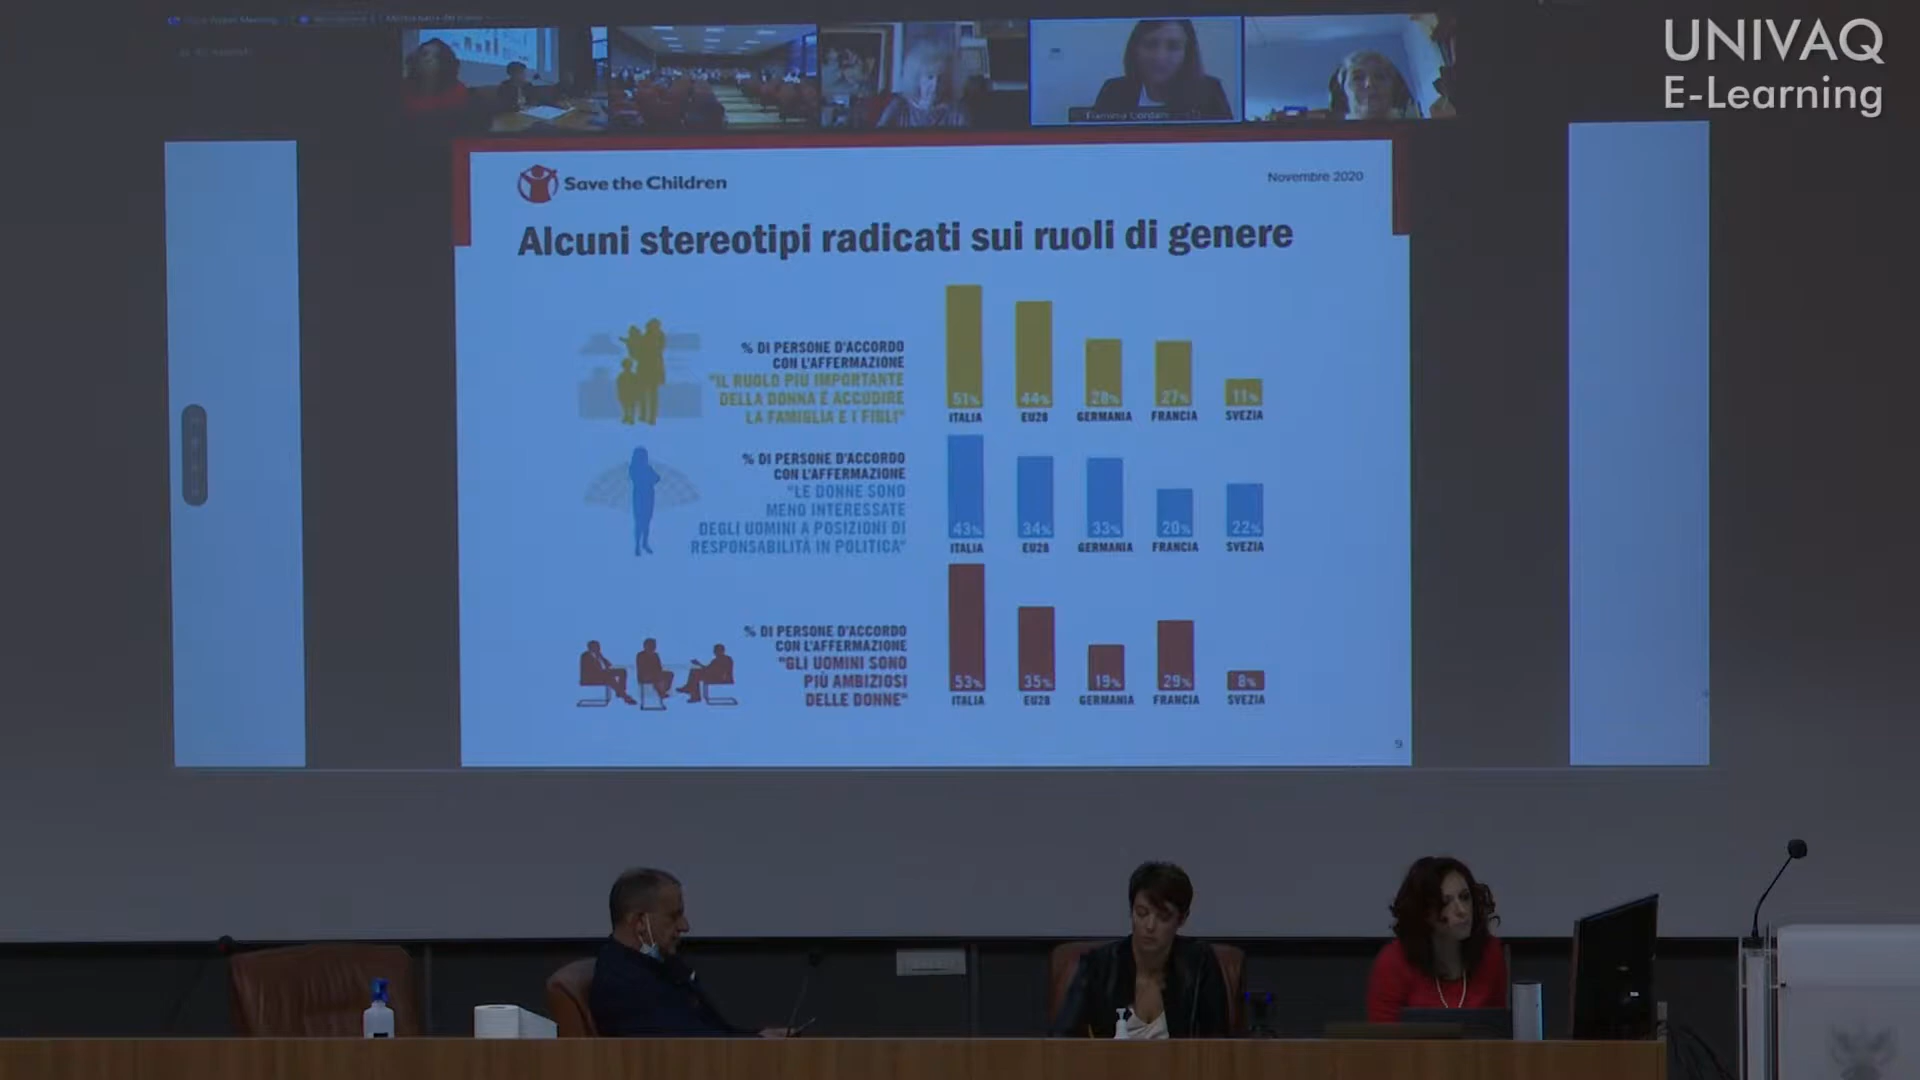 UNIVAQ
E-Learning
Save the Children
Novembre 2020
Alcuni stereotipi radicati sui ruoli di genere
% DI PERSONE D'ACCORDO
CON L'AFFERMAZIONE
"IL RUOLO PIÙ IMPORTANTE
DELLA DONNA È ACCUDIRE
LA FAMIGLIA E I FIGLI"
51% 44% 28% 27% 11%
ITALIA EU28 GERMANIA FRANCIA SVEZIA
% DI PERSONE D'ACCORDO
CON L'AFFERMAZIONE
"LE DONNE SONO
MENO INTERESSATE
DEGLI UOMINI A POSIZIONI DI
RESPONSABILITÀ IN POLITICA"
43% 34% 33% 20% 22%
ITALIA EU28 GERMANIA FRANCIA SVEZIA
% DI PERSONE D'ACCORDO
CON L'AFFERMAZIONE
"GLI UOMINI SONO
PIÙ AMBIZIOSI
DELLE DONNE"
53% 35% 19% 29% 8%
ITALIA EU28 GERMANIA FRANCIA SVEZIA
9